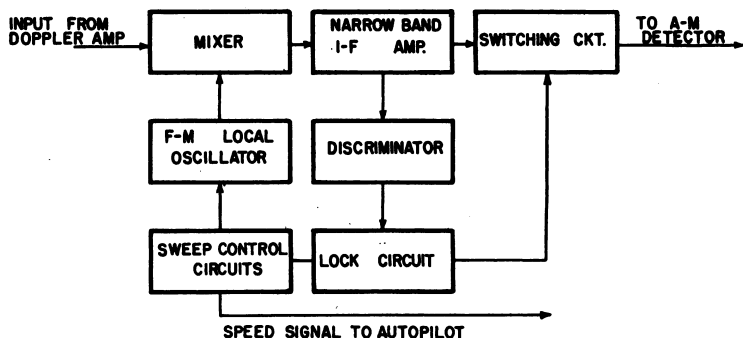 INPUT FROM
DOPPLER AMP
MIXER
NARROW BAND
I-F AMP.
SWITCHING CKT.
TO A-M
DETECTOR
F-M LOCAL
OSCILLATOR
DISCRIMINATOR
SWEEP CONTROL
CIRCUITS
LOCK CIRCUIT
SPEED SIGNAL TO AUTOPILOT